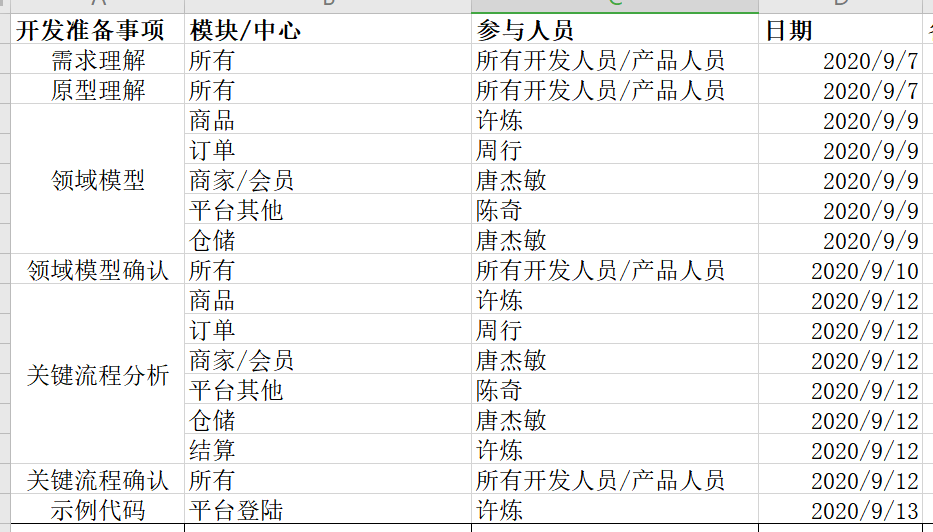 开发准备事项 模块/中心 参与人员 日期
需求理解 所有 所有开发人员/产品人员 2020/9/7
原型理解 所有 所有开发人员/产品人员 2020/9/7
商品 许炼 2020/9/9
订单 周行 2020/9/9
领域模型 商家/会员 唐杰敏 2020/9/9
平台其他 陈奇 2020/9/9
仓储 唐杰敏 2020/9/9
领域模型确认 所有 所有开发人员/产品人员 2020/9/10
商品 许炼 2020/9/12
订单 周行 2020/9/12
商家/会员 唐杰敏 2020/9/12
关键流程分析 平台其他 陈奇 2020/9/12
仓储 唐杰敏 2020/9/12
结算 许炼 2020/9/12
关键流程确认 所有 所有开发人员/产品人员 2020/9/12
示例代码 平台登陆 许炼 2020/9/13